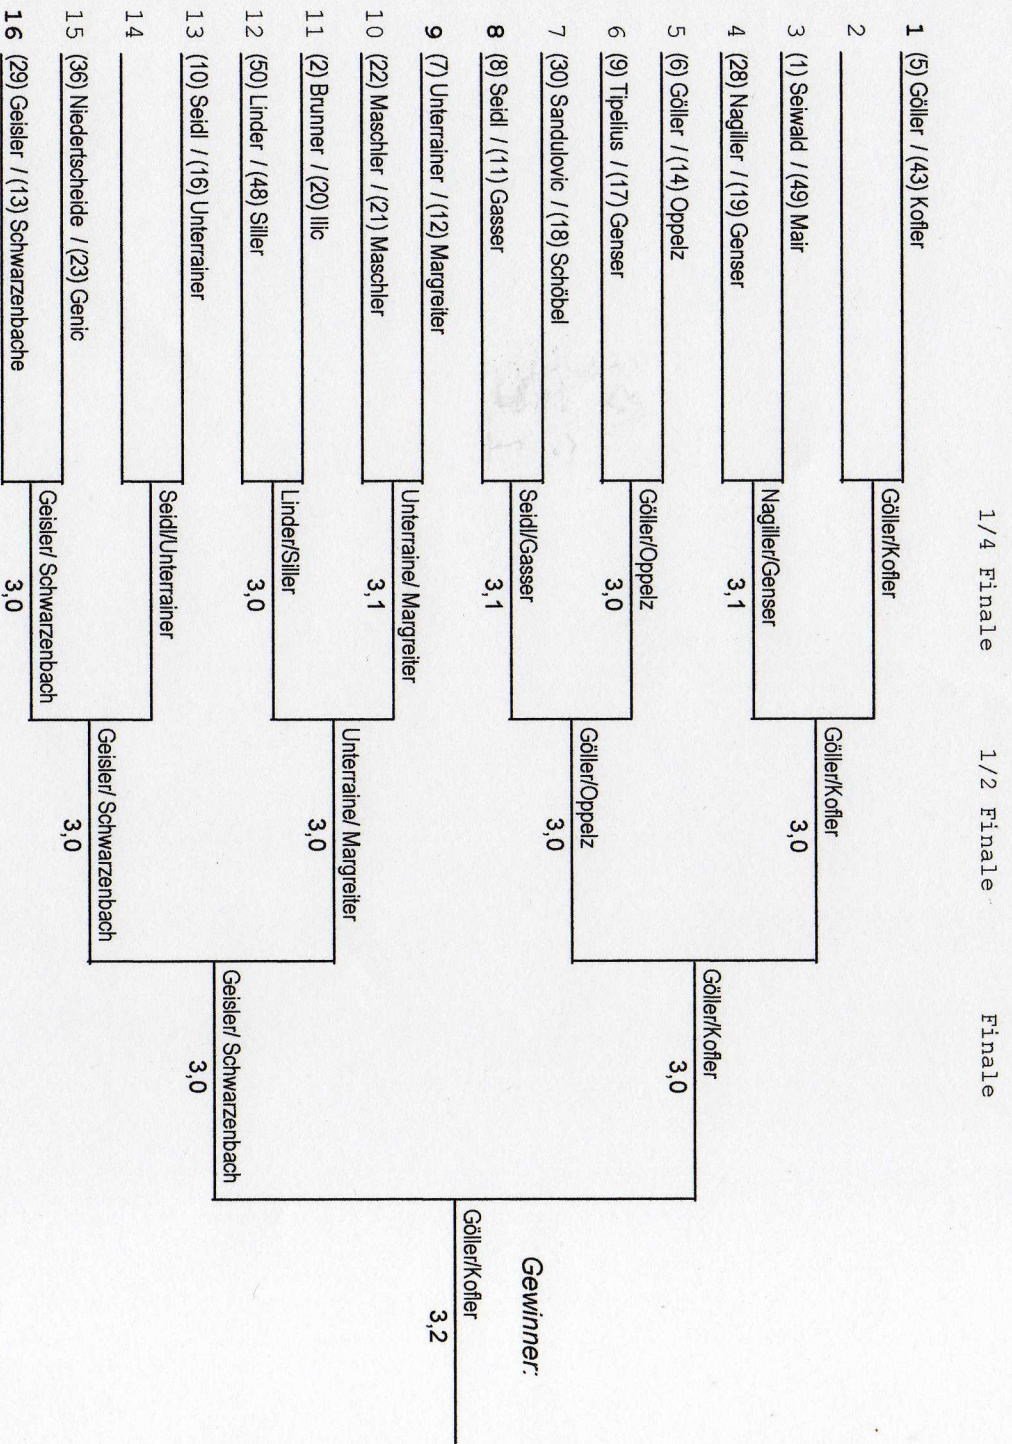 1/4 Finale 1/2 Finale Finale
1 (5) Göller / (43) Kofler
Göller/Kofler
2
Göller/Kofler
3,0
3 (1) Seiwald / (49) Mair
Nagiller/Genser
3,1
4 (28) Nagiller / (19) Genser
Göller/Kofler
3,0
5 (6) Göller / (14) Oppelz
Göller/Oppelz
3,0
6 (9) Tipelius / (17) Genser
Göller/Oppelz
3,0
7 (30) Sandulovic / (18) Schöbel
Seidl/Gasser
3,1
8 (8) Seidl / (11) Gasser
Gewinner:
Göller/Kofler
3,2
9 (7) Unterrainer / (12) Margreiter
Unterraine/ Margreiter
3,1
10 (22) Maschler / (21) Maschler
Unterraine/ Margreiter
3,0
11 (2) Brunner / (20) Ilic
Linder/Siller
3,0
12 (50) Linder / (48) Siller
Geisler/ Schwarzenbach
3,0
13 (10) Seidl / (16) Unterrainer
Seidl/Unterrainer
14
Geisler/ Schwarzenbach
3,0
15 (36) Niedertscheide / (23) Genic
Geisler/ Schwarzenbach
3,0
16 (29) Geisler / (13) Schwarzenbache